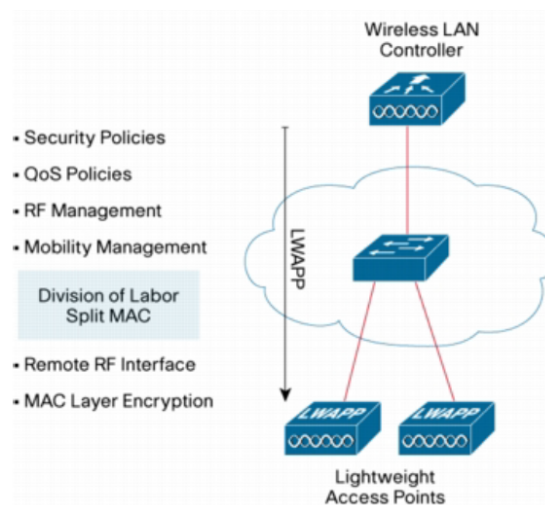 Wireless LAN
Controller
▪ Security Policies
▪ QoS Policies
▪ RF Management
▪ Mobility Management
Division of Labor
Split MAC
▪ Remote RF Interface
▪ MAC Layer Encryption
LWAPP
LWAPP
LWAPP
Lightweight
Access Points